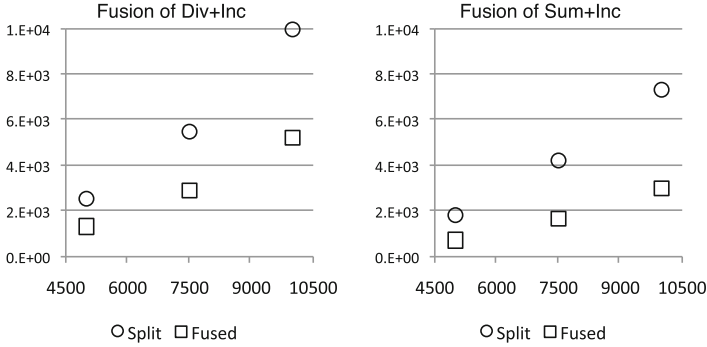 Fusion of Div+Inc
1.E+04
8.E+03
6.E+03
4.E+03
2.E+03
0.E+00
4500 6000 7500 9000 10500
Split Fused
Fusion of Sum+Inc
1.E+04
8.E+03
6.E+03
4.E+03
2.E+03
0.E+00
4500 6000 7500 9000 10500
Split Fused